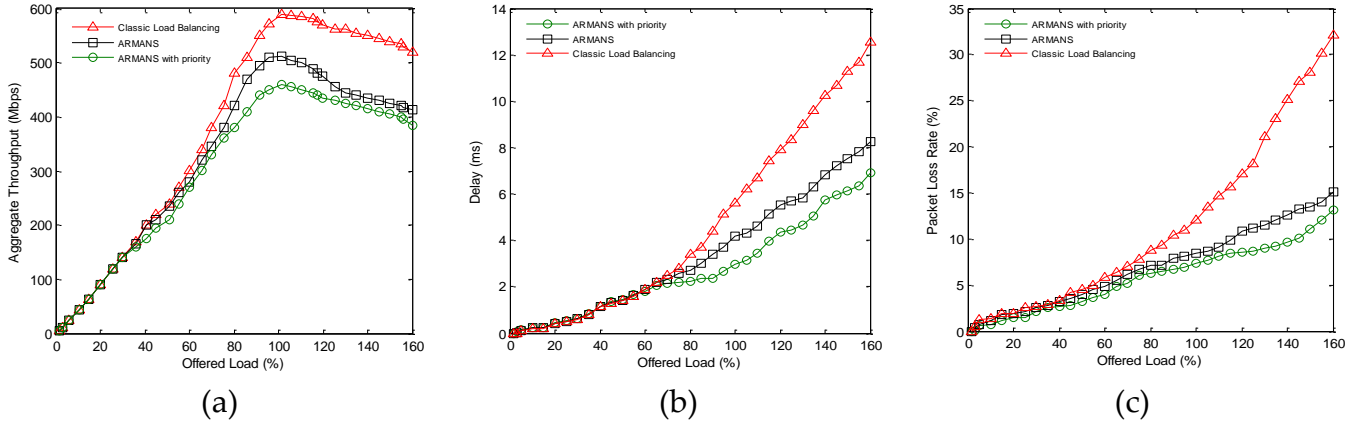 600
500
400
300
200
100
0
0 20 40 60 80 100 120 140 160
Aggregate Throughput (Mbps)
Offered Load (%)
Classic Load Balancing
ARMANS
ARMANS with priority
(a)
14
12
10
8
6
4
2
0
0 20 40 60 80 100 120 140 160
Delay (ms)
Offered Load (%)
ARMANS with priority
ARMANS
Classic Load Balancing
(b)
35
30
25
20
15
10
5
0
0 20 40 60 80 100 120 140 160
Packet Loss Rate (%)
Offered Load (%)
ARMANS with priority
ARMANS
Classic Load Balancing
(c)